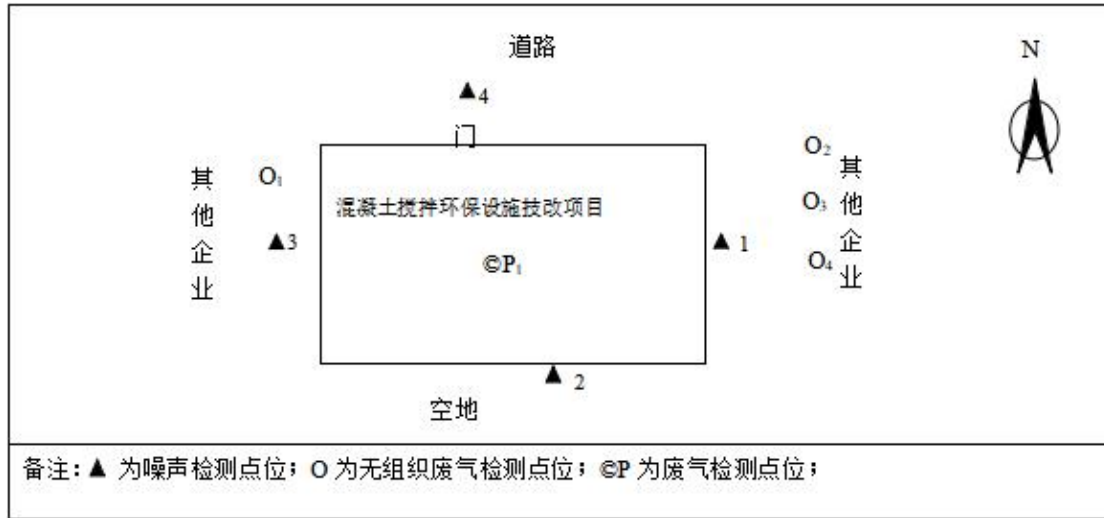 道路
N
▲4
门
O₂
其他企业
O₁
其他企业
O₃
混凝土搅拌环保设施技改项目
▲3
▲1
©P₁
O₄
▲2
空地
备注:▲ 为噪声检测点位;O 为无组织废气检测点位;©P 为废气检测点位;